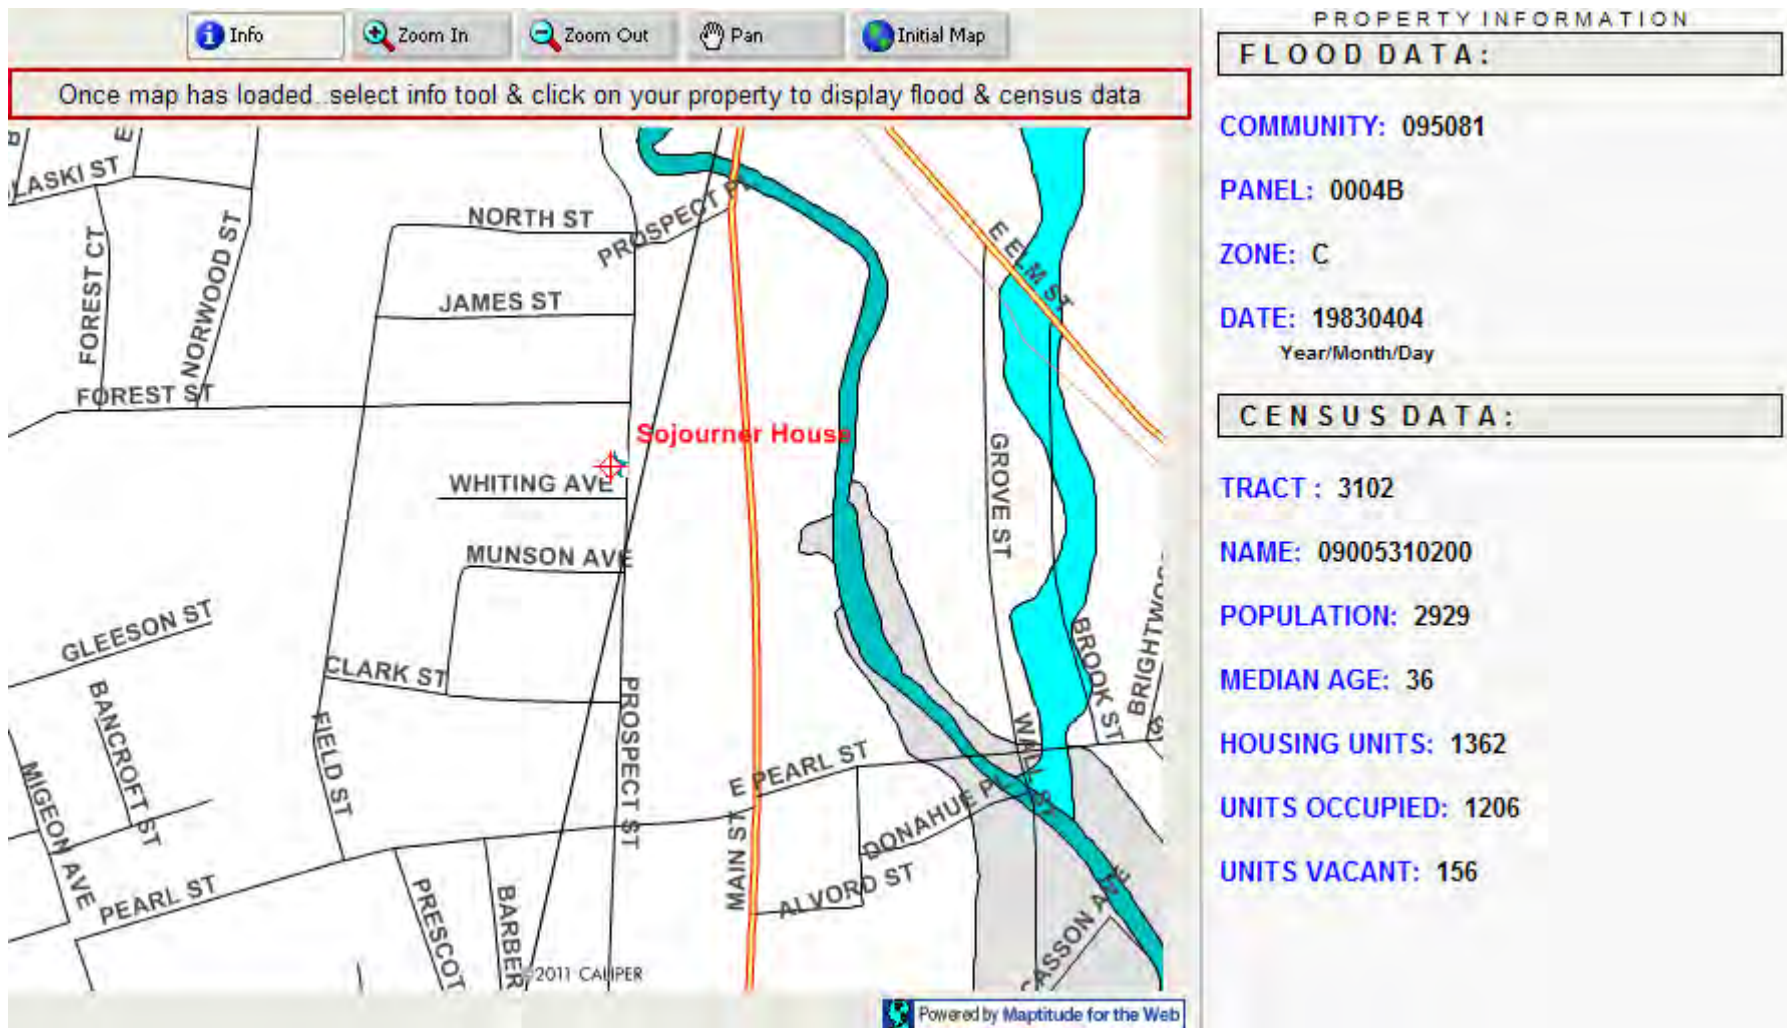 Info
Zoom In
Zoom Out
Pan
Initial Map
Once map has loaded..select info tool & click on your property to display flood & census data
LASKI ST
FOREST CT
NORWOOD ST
NORTH ST
PROSPECT
JAMES ST
E ELM ST
FOREST ST
Sojourner House
WHITING AVE
GROVE ST
MUNSON AVE
GLEESON ST
CLARK ST
BANCROFT ST
FIELD ST
PROSPECT ST
BROOK ST
BRIGHTWO
MIGEON AVE
E PEARL ST
MAIN ST
DONAHUE PL
ALVORD ST
PEARL ST
PRESCOT
BARBER
CASSON A
©2011 CALIPER
Powered by Maptitude for the Web
PROPERTY INFORMATION
FLOOD DATA:
COMMUNITY: 095081
PANEL: 0004B
ZONE: C
DATE: 19830404
Year/Month/Day
CENSUS DATA:
TRACT : 3102
NAME: 09005310200
POPULATION: 2929
MEDIAN AGE: 36
HOUSING UNITS: 1362
UNITS OCCUPIED: 1206
UNITS VACANT: 156